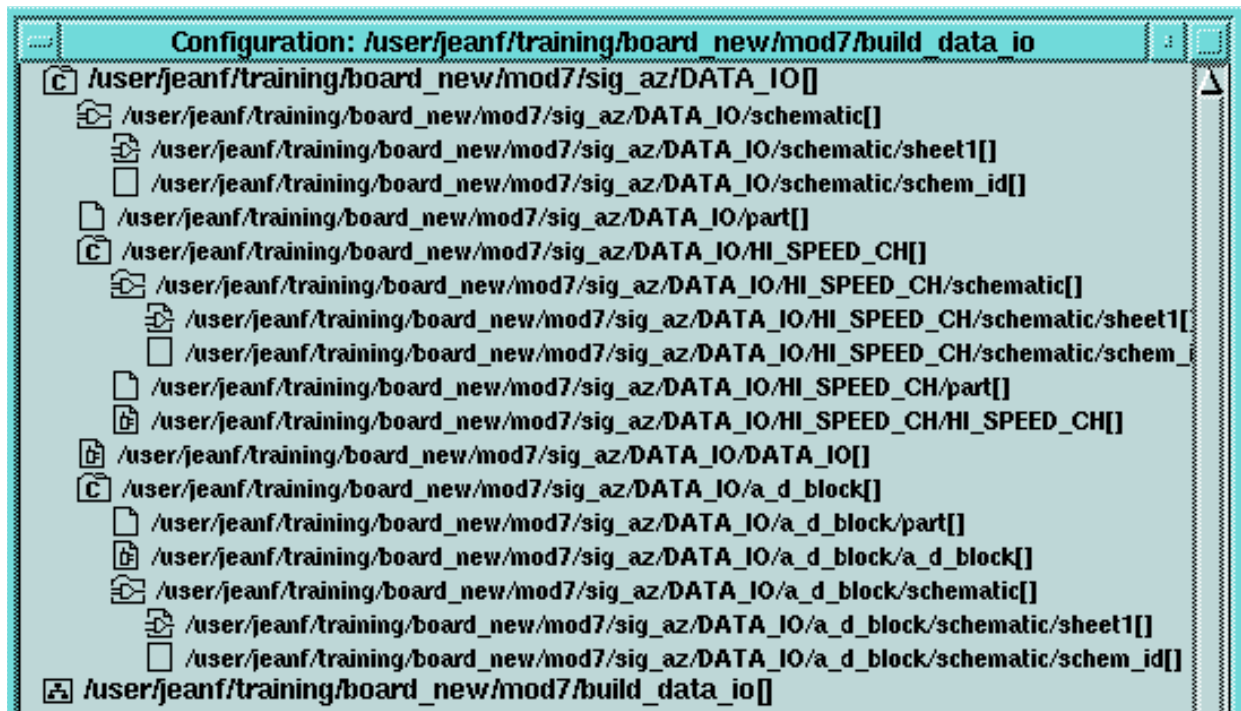 Configuration: /user/jeanf/training/board_new/mod7/build_data_io
/user/jeanf/training/board_new/mod7/sig_az/DATA_IO[]
/user/jeanf/training/board_new/mod7/sig_az/DATA_IO/schematic[]
/user/jeanf/training/board_new/mod7/sig_az/DATA_IO/schematic/sheet1[]
/user/jeanf/training/board_new/mod7/sig_az/DATA_IO/schematic/schem_id[]
/user/jeanf/training/board_new/mod7/sig_az/DATA_IO/part[]
/user/jeanf/training/board_new/mod7/sig_az/DATA_IO/HI_SPEED_CH[]
/user/jeanf/training/board_new/mod7/sig_az/DATA_IO/HI_SPEED_CH/schematic[]
/user/jeanf/training/board_new/mod7/sig_az/DATA_IO/HI_SPEED_CH/schematic/sheet1[
/user/jeanf/training/board_new/mod7/sig_az/DATA_IO/HI_SPEED_CH/schematic/schem_i
/user/jeanf/training/board_new/mod7/sig_az/DATA_IO/HI_SPEED_CH/part[]
/user/jeanf/training/board_new/mod7/sig_az/DATA_IO/HI_SPEED_CH/HI_SPEED_CH[]
/user/jeanf/training/board_new/mod7/sig_az/DATA_IO/DATA_IO[]
/user/jeanf/training/board_new/mod7/sig_az/DATA_IO/a_d_block[]
/user/jeanf/training/board_new/mod7/sig_az/DATA_IO/a_d_block/part[]
/user/jeanf/training/board_new/mod7/sig_az/DATA_IO/a_d_block/a_d_block[]
/user/jeanf/training/board_new/mod7/sig_az/DATA_IO/a_d_block/schematic[]
/user/jeanf/training/board_new/mod7/sig_az/DATA_IO/a_d_block/schematic/sheet1[]
/user/jeanf/training/board_new/mod7/sig_az/DATA_IO/a_d_block/schematic/schem_id[]
/user/jeanf/training/board_new/mod7/build_data_io[]